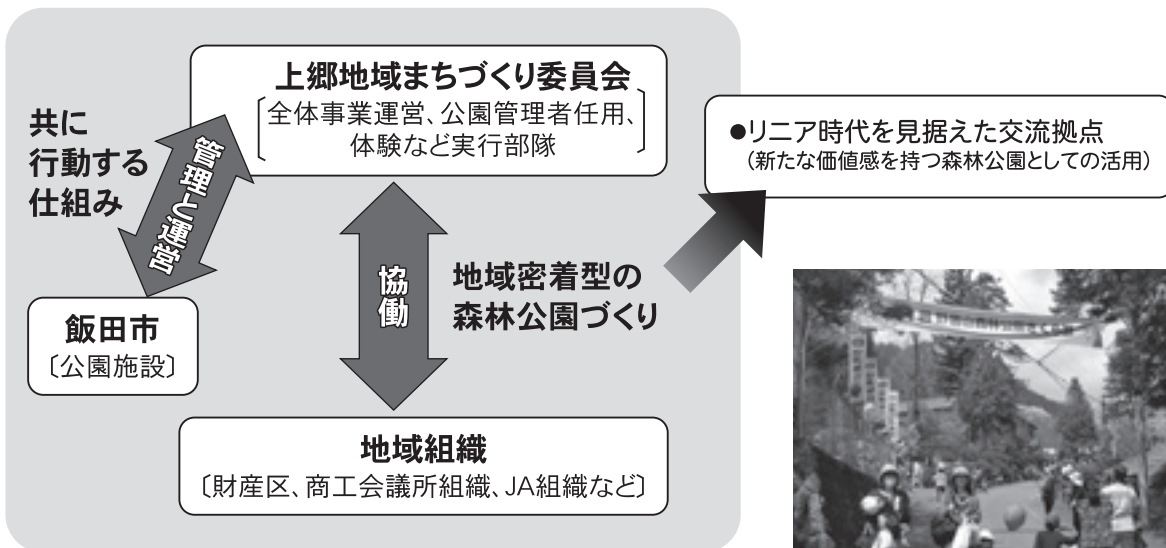 上郷地域まちづくり委員会
全体事業運営、公園管理者任用、
体験など実行部隊
共に
行動する
仕組み
管理と運営
●リニア時代を見据えた交流拠点
（新たな価値感を持つ森林公園としての活用）
協働
地域密着型の
森林公園づくり
飯田市
〔公園施設〕
地域組織
〔財産区、商工会議所組織、JA組織など〕